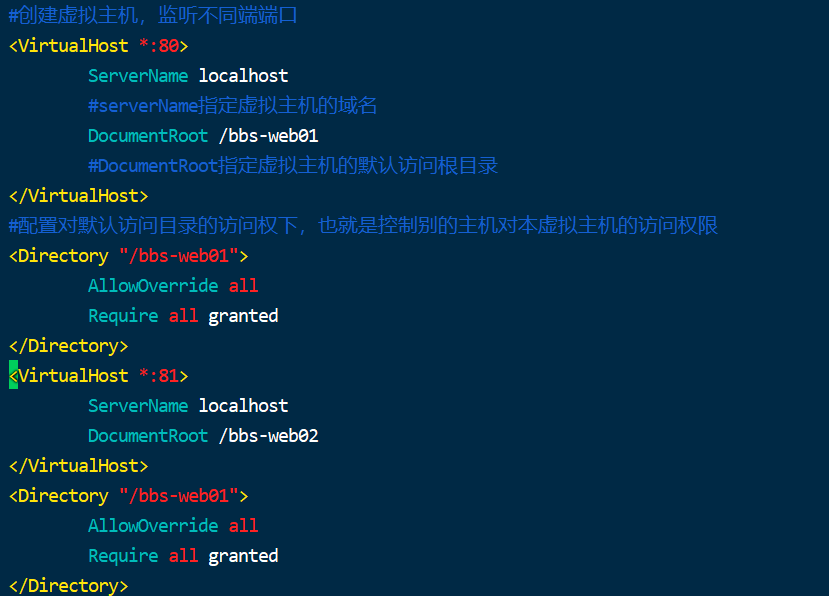 #创建虚拟主机，监听不同端端口
<VirtualHost *:80>
ServerName localhost
#serverName指定虚拟主机的域名
DocumentRoot /bbs-web01
#DocumentRoot指定虚拟主机的默认访问根目录
</VirtualHost>
#配置对默认访问目录的访问权下，也就是控制别的主机对本虚拟主机的访问权限
<Directory "/bbs-web01">
AllowOverride all
Require all granted
</Directory>
<VirtualHost *:81>
ServerName localhost
DocumentRoot /bbs-web02
</VirtualHost>
<Directory "/bbs-web01">
AllowOverride all
Require all granted
</Directory>